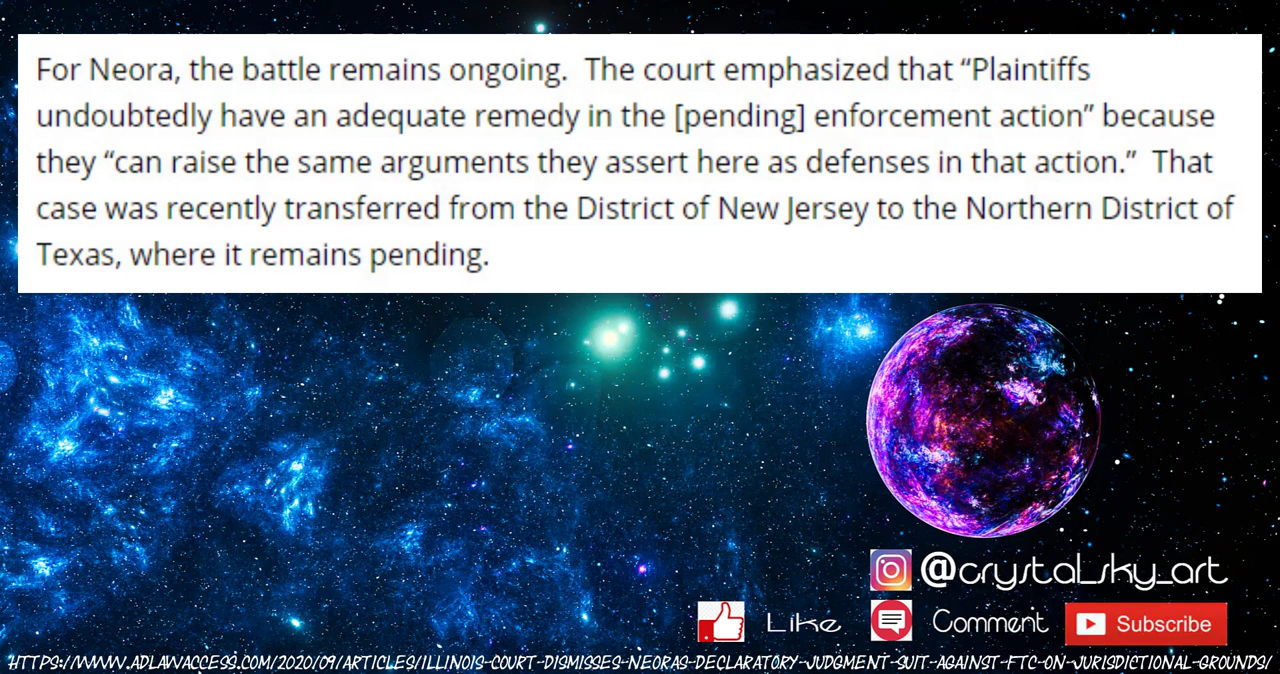 For Neora, the battle remains ongoing.  The court emphasized that “Plaintiffs
undoubtedly have an adequate remedy in the [pending] enforcement action” because
they “can raise the same arguments they assert here as defenses in that action.”  That
case was recently transferred from the District of New Jersey to the Northern District of
Texas, where it remains pending.
@crystal_sky_art
Like
Comment
Subscribe
HTTPS://WWW.ADLAWACCESS.COM/2020/09/ARTICLES/ILLINOIS-COURT-DISMISSES-NEORAS-DECLARATORY-JUDGMENT-SUIT-AGAINST-FTC-ON-JURISDICTIONAL-GROUNDS/